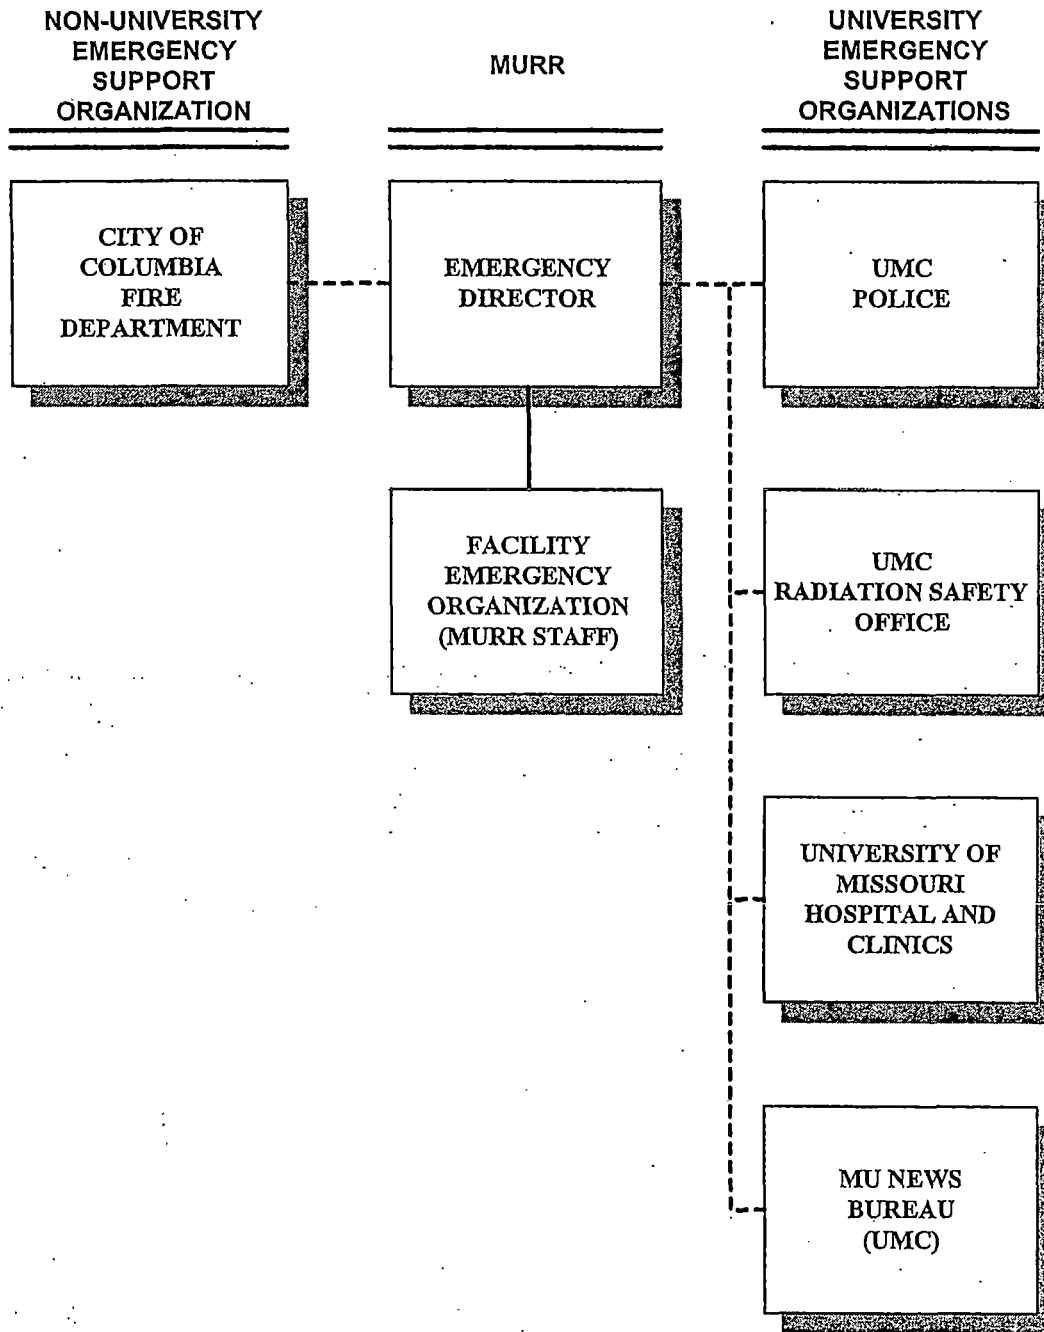 NON-UNIVERSITY
EMERGENCY
SUPPORT
ORGANIZATION
MURR
UNIVERSITY
EMERGENCY
SUPPORT
ORGANIZATIONS
CITY OF
COLUMBIA
FIRE
DEPARTMENT
EMERGENCY
DIRECTOR
UMC
POLICE
FACILITY
EMERGENCY
ORGANIZATION
(MURR STAFF)
UMC
RADIATION SAFETY
OFFICE
UNIVERSITY OF
MISSOURI
HOSPITAL AND
CLINICS
MU NEWS
BUREAU
(UMC)